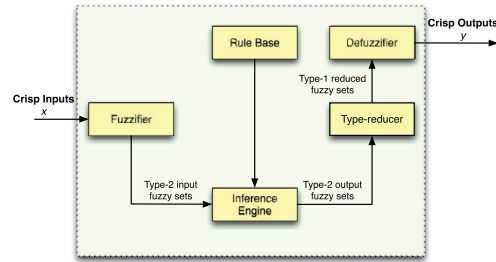 Crisp Outputs
y
Rule Base
Defuzzifier
Type-1 reduced
fuzzy sets
Crisp Inputs
x
Fuzzifier
Type-reducer
Type-2 input
fuzzy sets
Inference
Engine
Type-2 output
fuzzy sets